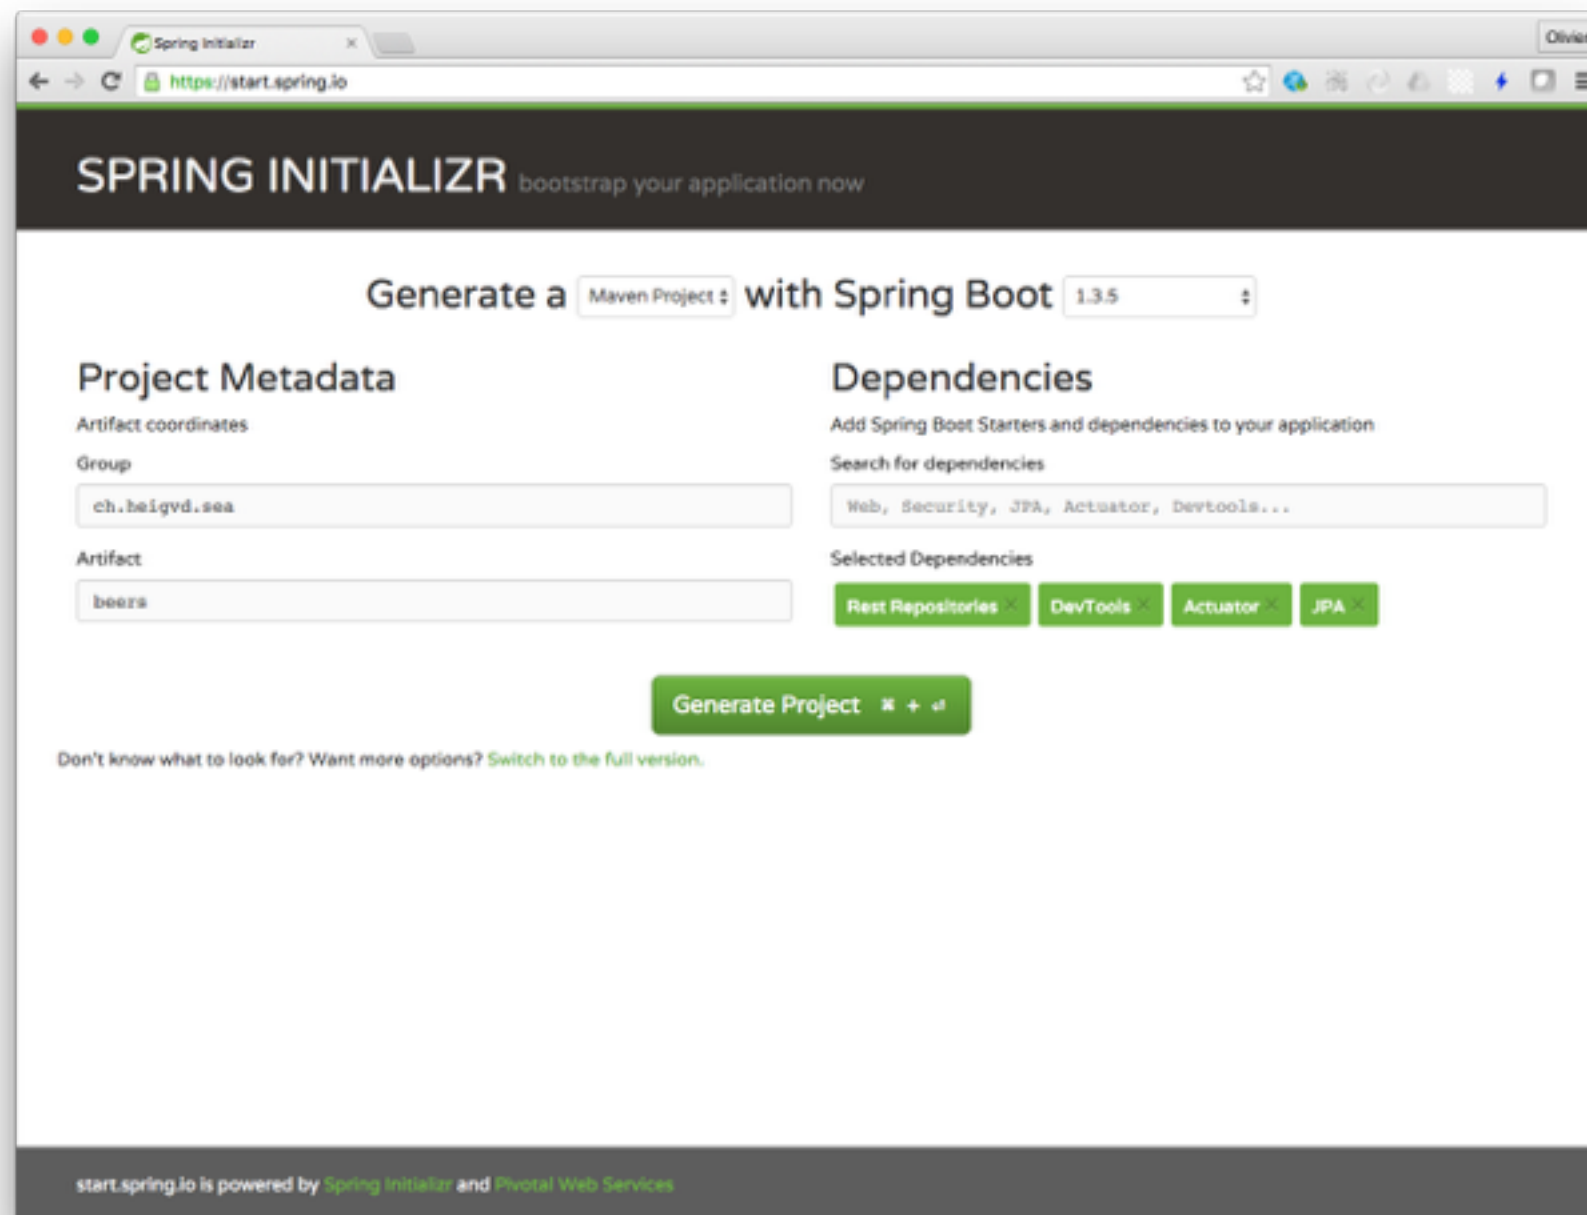 Spring Initializr
Olivier
https://start.spring.io
SPRING INITIALIZR bootstrap your application now
Generate a Maven Project with Spring Boot 1.3.5
Project Metadata
Artifact coordinates
Group
ch.heigvd.sea
Artifact
beers
Dependencies
Add Spring Boot Starters and dependencies to your application
Search for dependencies
Web, Security, JPA, Actuator, Devtools...
Selected Dependencies
Rest Repositories × DevTools × Actuator × JPA ×
Generate Project ⌘ + ⏎
Don't know what to look for? Want more options? Switch to the full version.
start.spring.io is powered by Spring Initializr and Pivotal Web Services